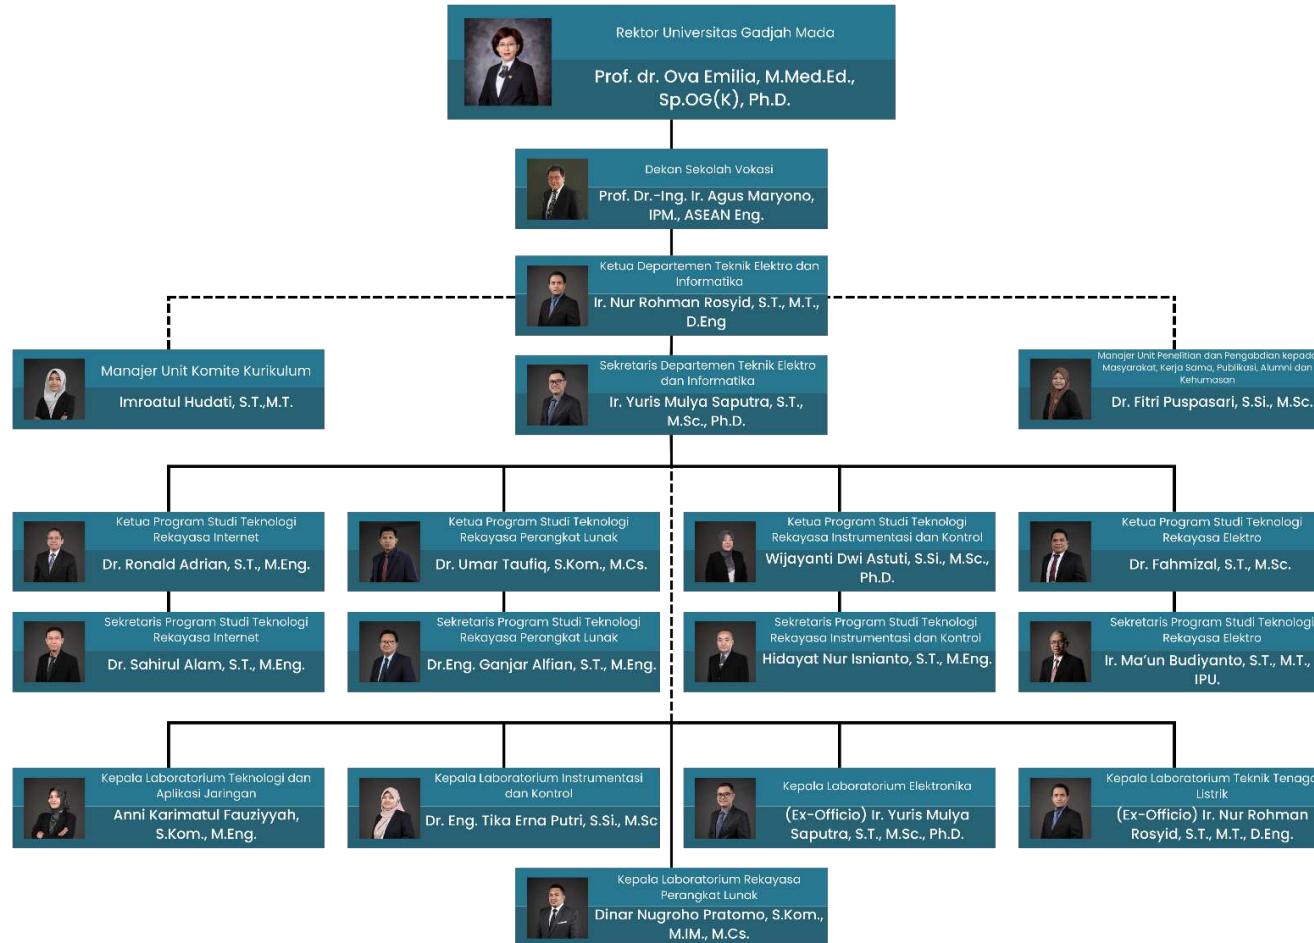 Rektor Universitas Gadjah Mada
Prof. dr. Ova Emilia, M.Med.Ed.,
Sp.OG(K), Ph.D.
Dekan Sekolah Vokasi
Prof. Dr.-Ing. Ir. Agus Maryono,
IPM., ASEAN Eng.
Ketua Departemen Teknik Elektro dan
Informatika
Ir. Nur Rohman Rosyid, S.T., M.T.,
D.Eng
Manajer Unit Komite Kurikulum
Imroatul Hudati, S.T.,M.T.
Sekretaris Departemen Teknik Elektro
dan Informatika
Ir. Yuris Mulya Saputra, S.T.,
M.Sc., Ph.D.
Manajer Unit Penelitian dan Pengabdian kepada
Masyarakat, Kerja Sama, Publikasi, Alumni dan
Kehumasan
Dr. Fitri Puspasari, S.Si., M.Sc.
Ketua Program Studi Teknologi
Rekayasa Internet
Dr. Ronald Adrian, S.T., M.Eng.
Ketua Program Studi Teknologi
Rekayasa Perangkat Lunak
Dr. Umar Taufiq, S.Kom., M.Cs.
Ketua Program Studi Teknologi
Rekayasa Instrumentasi dan Kontrol
Wijayanti Dwi Astuti, S.Si., M.Sc.,
Ph.D.
Ketua Program Studi Teknologi
Rekayasa Elektro
Dr. Fahmizal, S.T., M.Sc.
Sekretaris Program Studi Teknologi
Rekayasa Internet
Dr. Sahirul Alam, S.T., M.Eng.
Sekretaris Program Studi Teknologi
Rekayasa Perangkat Lunak
Dr.Eng. Ganjar Alfian, S.T., M.Eng.
Sekretaris Program Studi Teknologi
Rekayasa Instrumentasi dan Kontrol
Hidayat Nur Isnianto, S.T., M.Eng.
Sekretaris Program Studi Teknologi
Rekayasa Elektro
Ir. Ma'un Budiyanto, S.T., M.T.,
IPU.
Kepala Laboratorium Teknologi dan
Aplikasi Jaringan
Anni Karimatul Fauziyyah,
S.Kom., M.Eng.
Kepala Laboratorium Instrumentasi
dan Kontrol
Dr. Eng. Tika Erna Putri, S.Si., M.Sc
Kepala Laboratorium Elektronika
(Ex-Officio) Ir. Yuris Mulya
Saputra, S.T., M.Sc., Ph.D.
Kepala Laboratorium Teknik Tenaga
Listrik
(Ex-Officio) Ir. Nur Rohman
Rosyid, S.T., M.T., D.Eng.
Kepala Laboratorium Rekayasa
Perangkat Lunak
Dinar Nugroho Pratomo, S.Kom.,
M.IM., M.Cs.